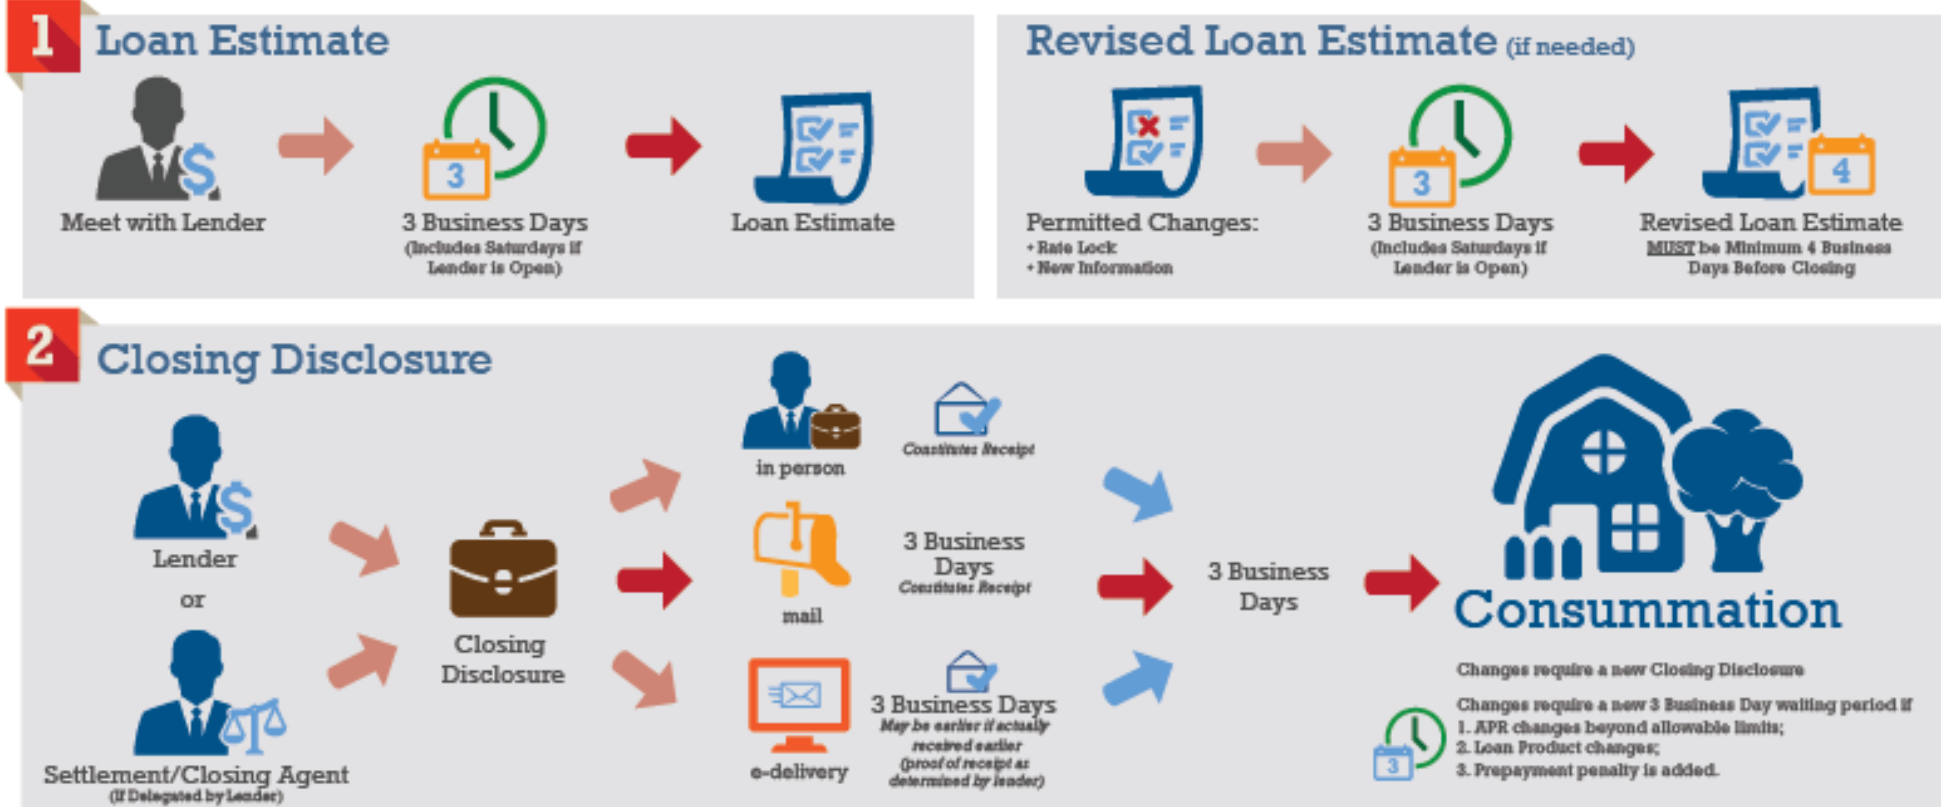 1 Loan Estimate
Meet with Lender
3
3 Business Days
(Includes Saturdays if
Lender is Open)
Loan Estimate
Revised Loan Estimate (if needed)
Permitted Changes:
• Rate Lock
• New Information
3
3 Business Days
(Includes Saturdays if
Lender is Open)
4
Revised Loan Estimate
MUST be Minimum 4 Business
Days Before Closing
2 Closing Disclosure
$
Lender
or
Settlement/Closing Agent
(If Delegated by Lender)
Closing
Disclosure
in person
Constitutes Receipt
mail
3 Business
Days
Constitutes Receipt
e-delivery
3 Business Days
May be earlier if actually
received earlier
(proof of receipt as
determined by lender)
3 Business
Days
Consummation
Changes require a new Closing Disclosure
Changes require a new 3 Business Day waiting period if
1. APR changes beyond allowable limits;
2. Loan Product changes;
3. Prepayment penalty is added.
3